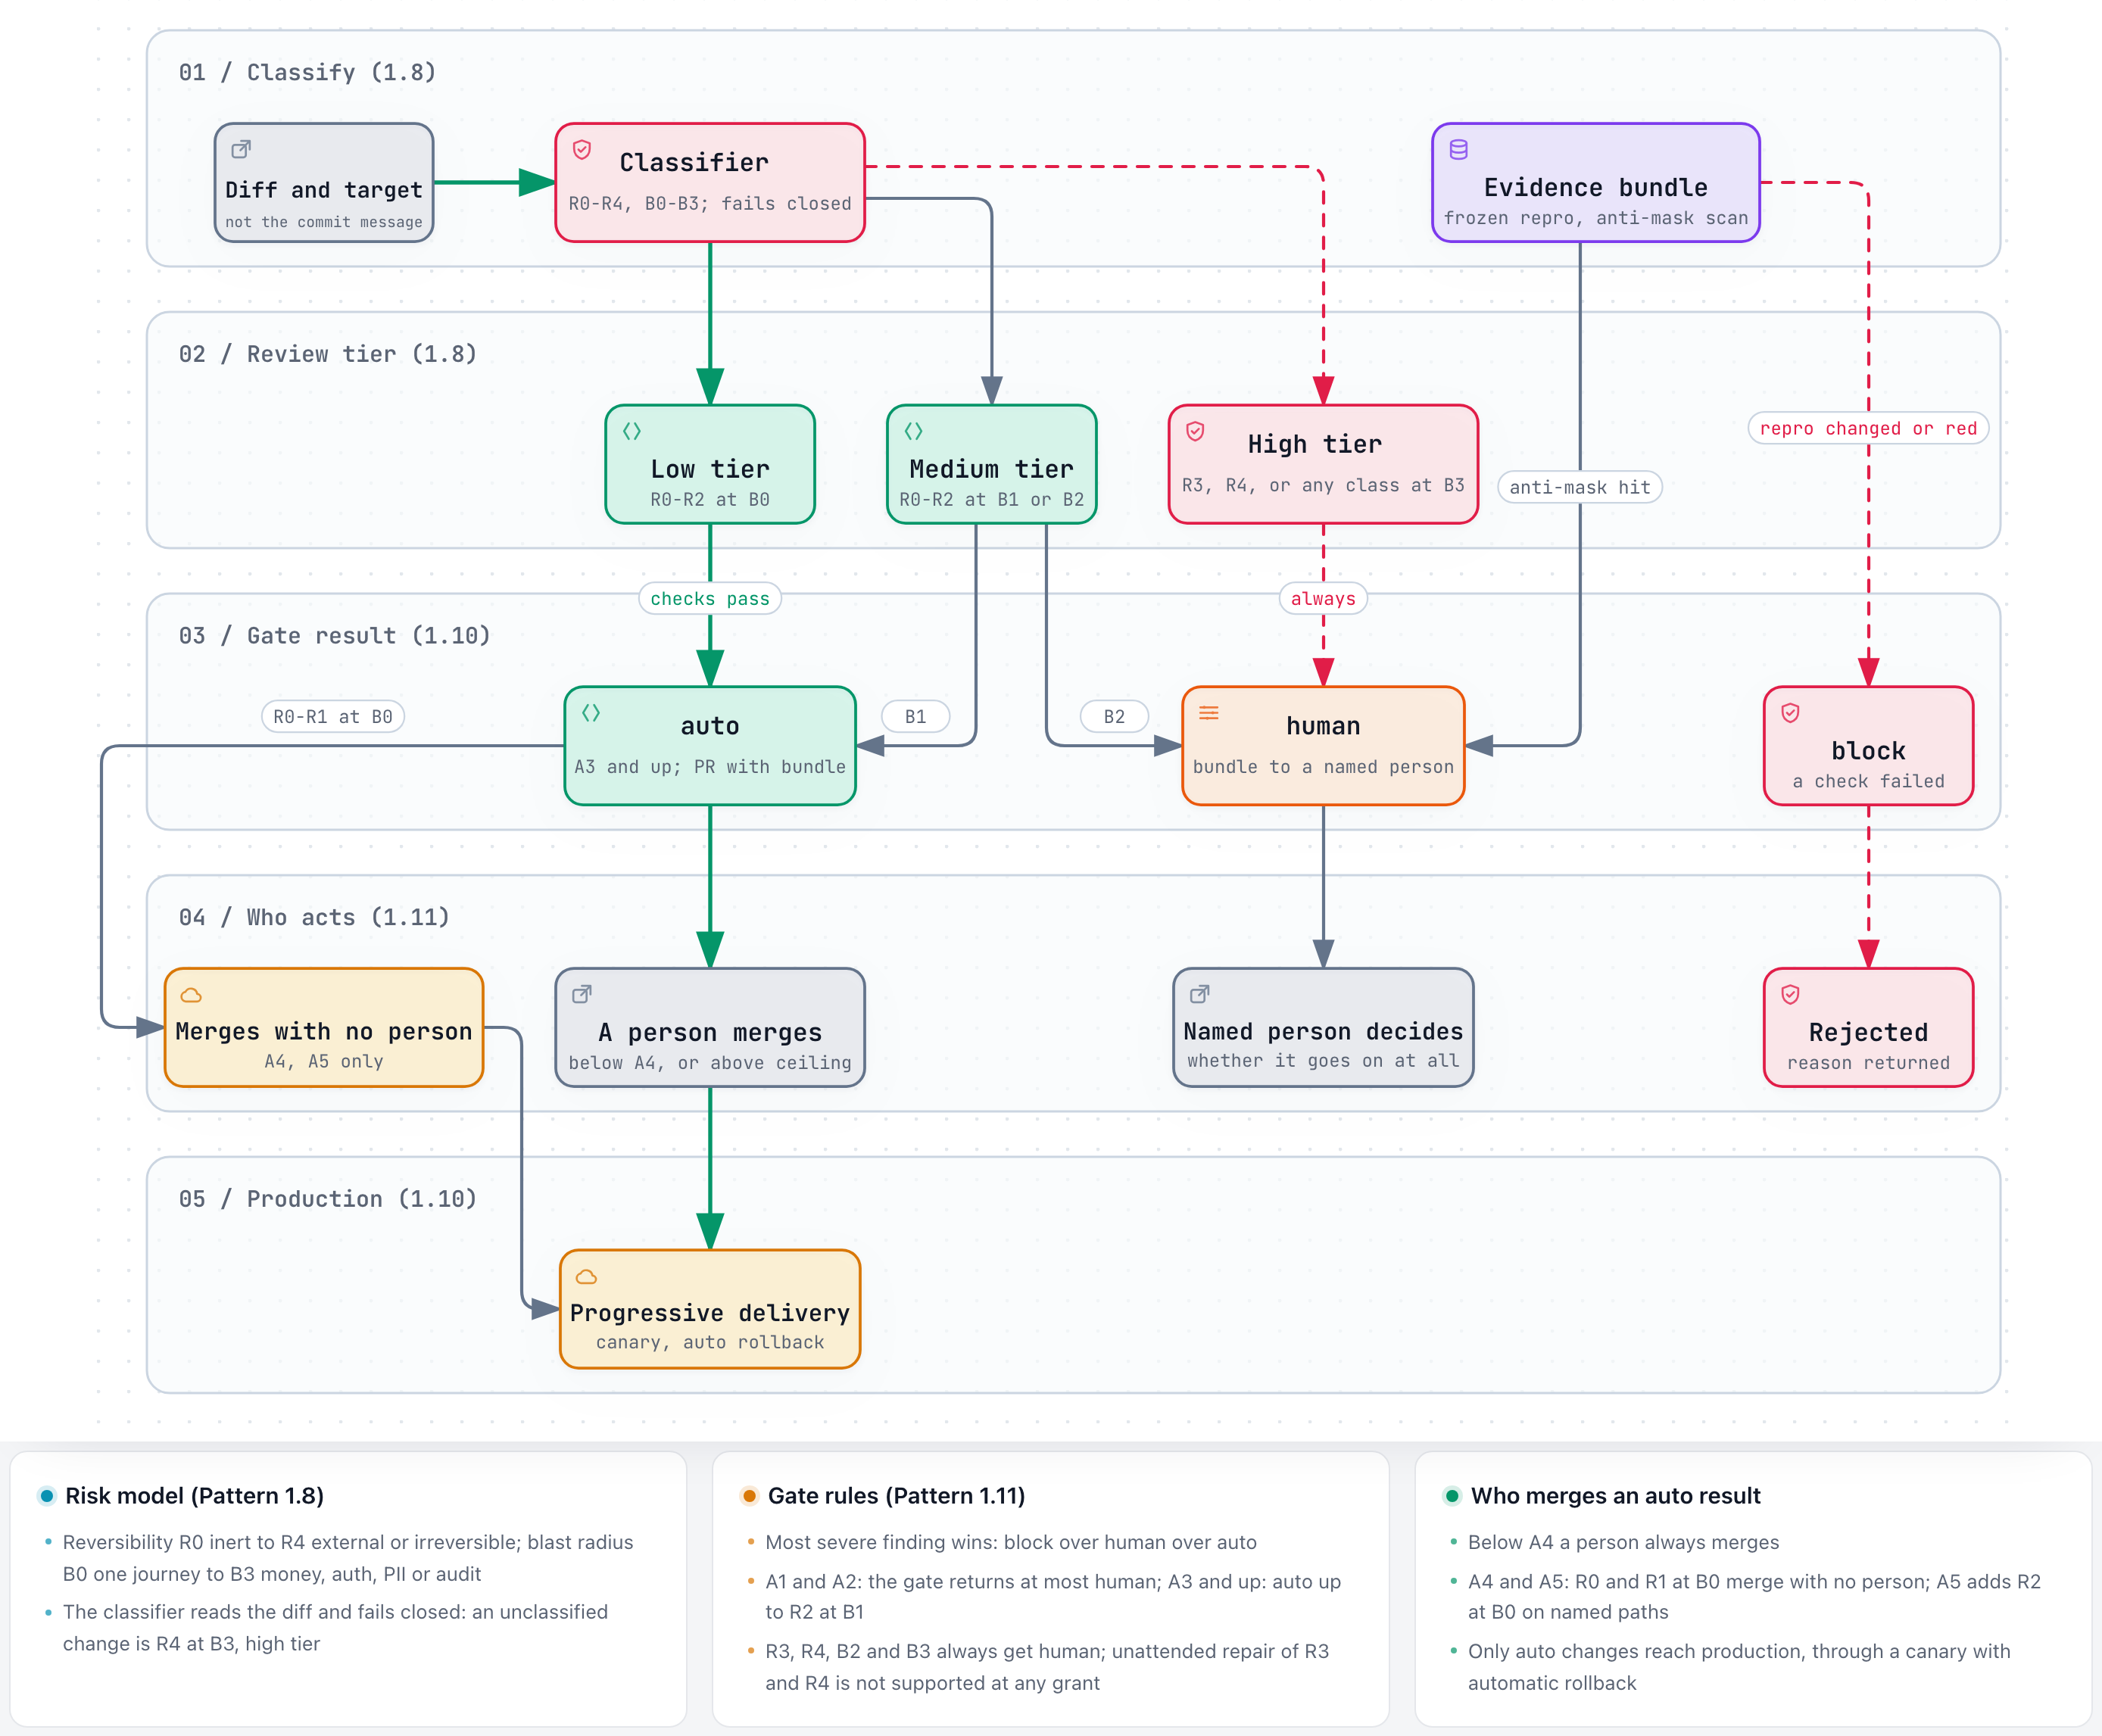 01 / Classify (1.8)
Diff and target
not the commit message
Classifier
R0-R4, B0-B3; fails closed
Evidence bundle
frozen repro, anti-mask scan
02 / Review tier (1.8)
repro changed or red
Low tier
R0-R2 at B0
Medium tier
R0-R2 at B1 or B2
High tier
R3, R4, or any class at B3
anti-mask hit
checks pass
always
03 / Gate result (1.10)
R0-R1 at B0
auto
A3 and up; PR with bundle
B1
B2
human
bundle to a named person
block
a check failed
04 / Who acts (1.11)
Merges with no person
A4, A5 only
A person merges
below A4, or above ceiling
Named person decides
whether it goes on at all
Rejected
reason returned
05 / Production (1.10)
Progressive delivery
canary, auto rollback
Risk model (Pattern 1.8)
Reversibility R0 inert to R4 external or irreversible; blast radius
B0 one journey to B3 money, auth, PII or audit
The classifier reads the diff and fails closed: an unclassified
change is R4 at B3, high tier
Gate rules (Pattern 1.11)
Most severe finding wins: block over human over auto
A1 and A2: the gate returns at most human; A3 and up: auto up
to R2 at B1
R3, R4, B2 and B3 always get human; unattended repair of R3
and R4 is not supported at any grant
Who merges an auto result
Below A4 a person always merges
A4 and A5: R0 and R1 at B0 merge with no person; A5 adds R2
at B0 on named paths
Only auto changes reach production, through a canary with
automatic rollback